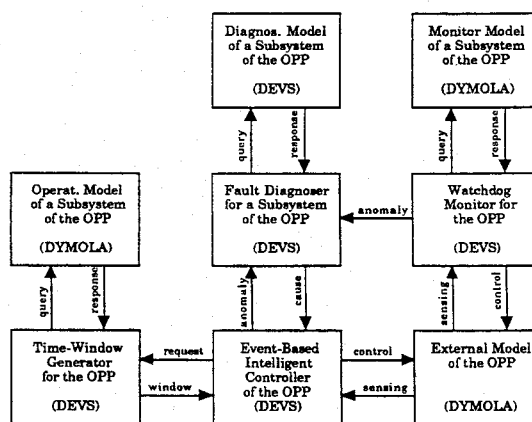 Diagnos. Model
of a Subsystem
of the OPP
(DEVS)
Monitor Model
of a Subsystem
of the OPP
(DYMOLA)
query
response
query
response
Operat. Model
of a Subsystem
of the OPP
(DYMOLA)
Fault Diagnoser
for a Subsystem
of the OPP
(DEVS)
anomaly
Watchdog
Monitor for
the OPP
(DEVS)
query
response
anomaly
cause
sensing
control
Time-Window
Generator
for the OPP
(DEVS)
request
window
Event-Based
Intelligent
Controller
of the OPP
(DEVS)
control
sensing
External Model
of the OPP
(DYMOLA)